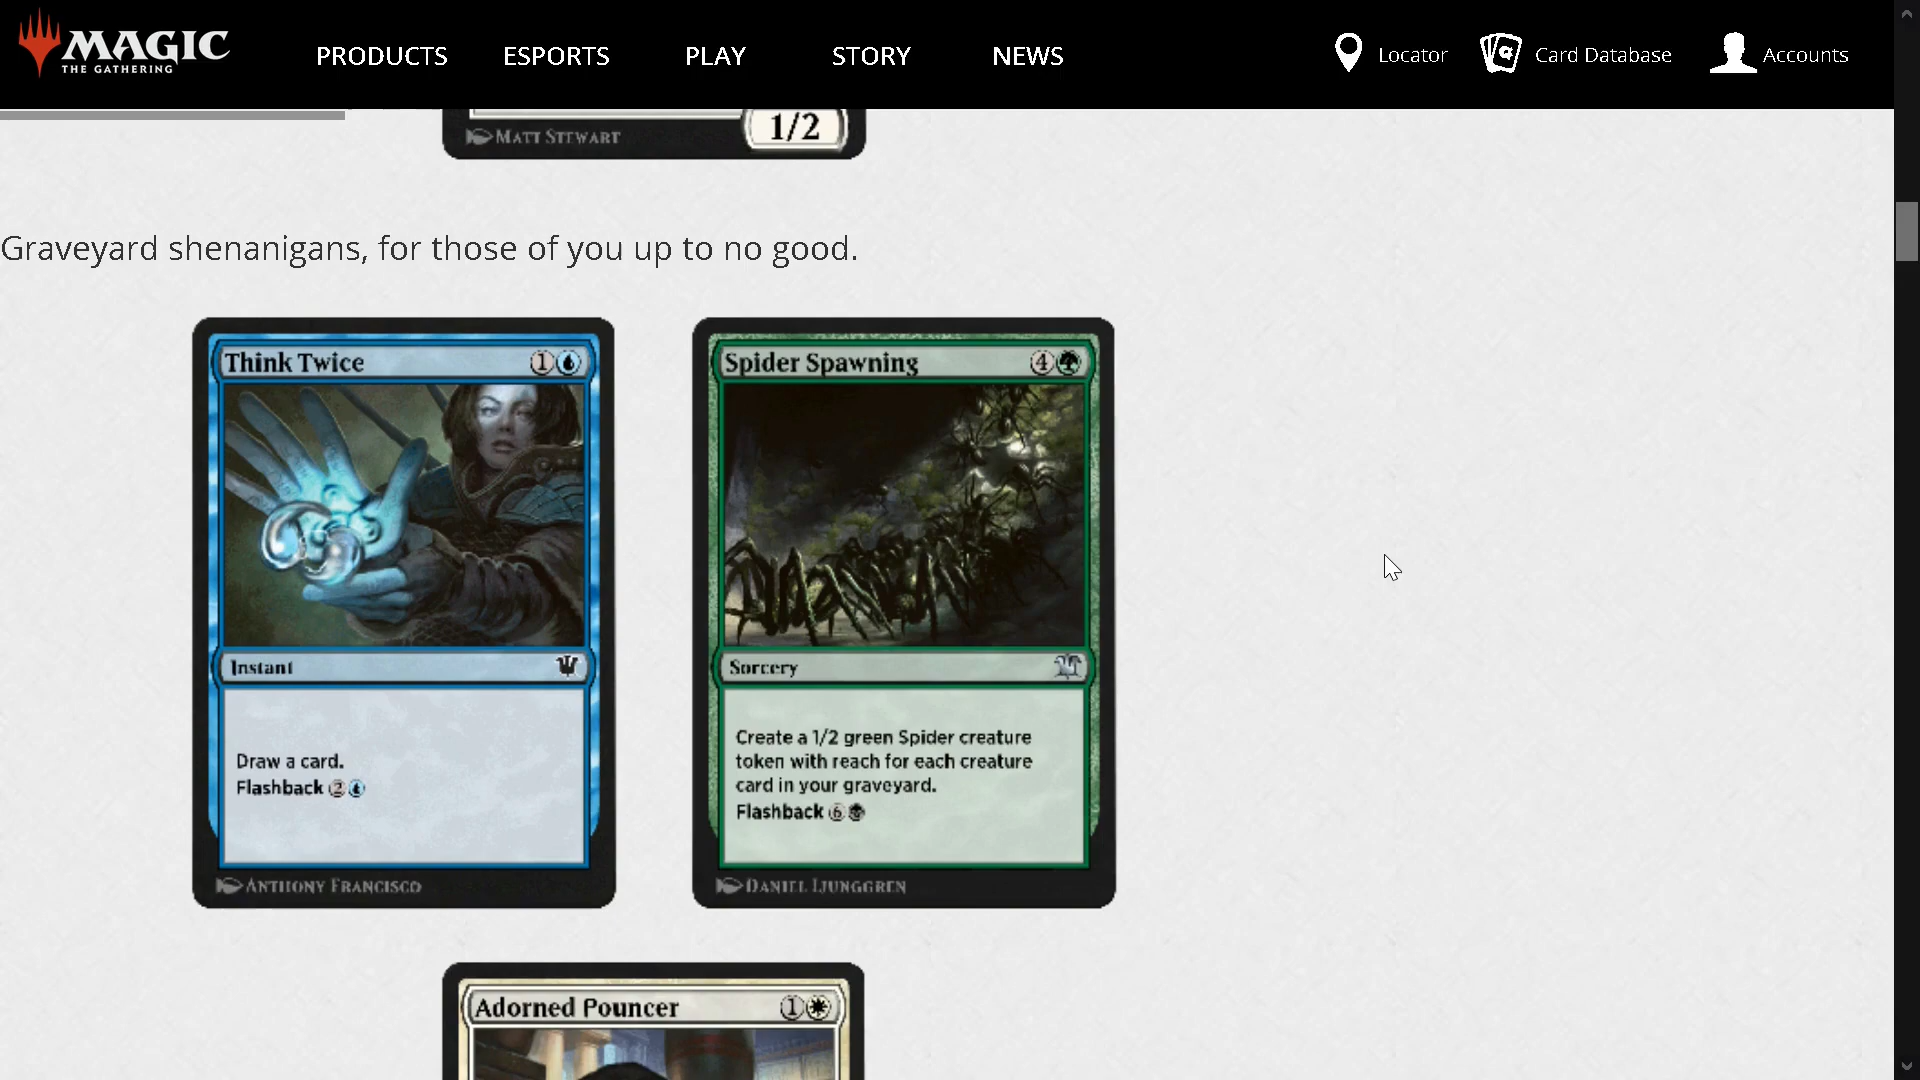 MAGIC
THE GATHERING
PRODUCTS ESPORTS PLAY STORY NEWS Locator Card Database Accounts
MATT STEWART 1/2
Graveyard shenanigans, for those of you up to no good.
Think Twice 1
Instant
Draw a card.
Flashback 2
ANTHONY FRANCISCO
Spider Spawning 4
Sorcery
Create a 1/2 green Spider creature
token with reach for each creature
card in your graveyard.
Flashback 6
DANIEL LJUNGGREN
Adorned Pouncer 1